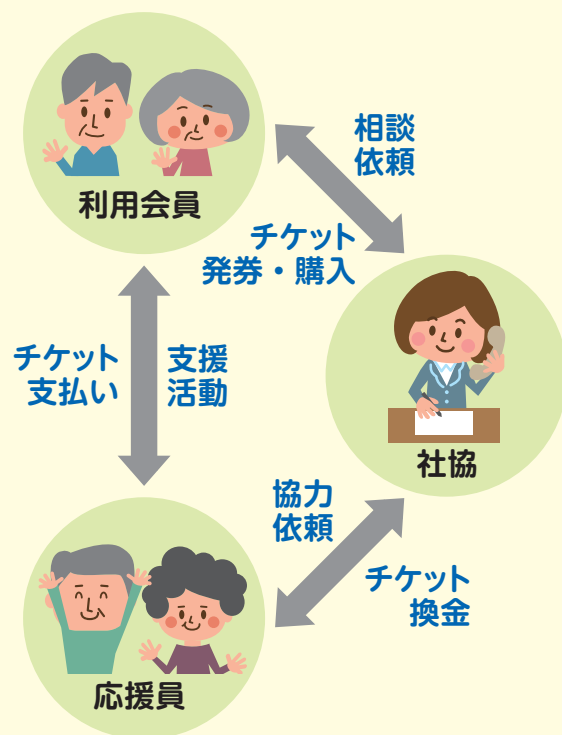 利用会員
相談
依頼
チケット
発券・購入
チケット
支払い
支援
活動
社協
協力
依頼
チケット
換金
応援員